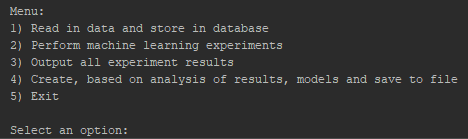 Menu:
1) Read in data and store in database
2) Perform machine learning experiments
3) Output all experiment results
4) Create, based on analysis of results, models and save to file
5) Exit
Select an option: